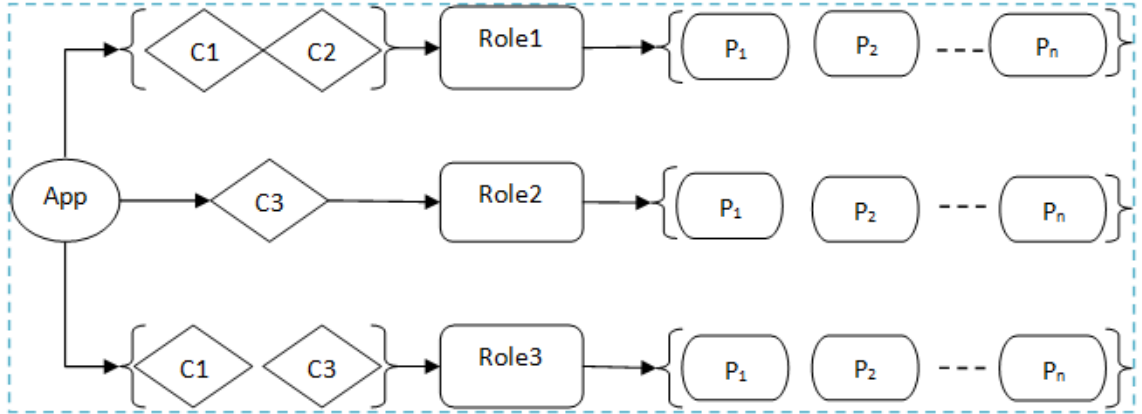 C1 C2 Role1 P₁ P₂ ---- Pₙ
App C3 Role2 P₁ P₂ ---- Pₙ
C1 C3 Role3 P₁ P₂ ---- Pₙ